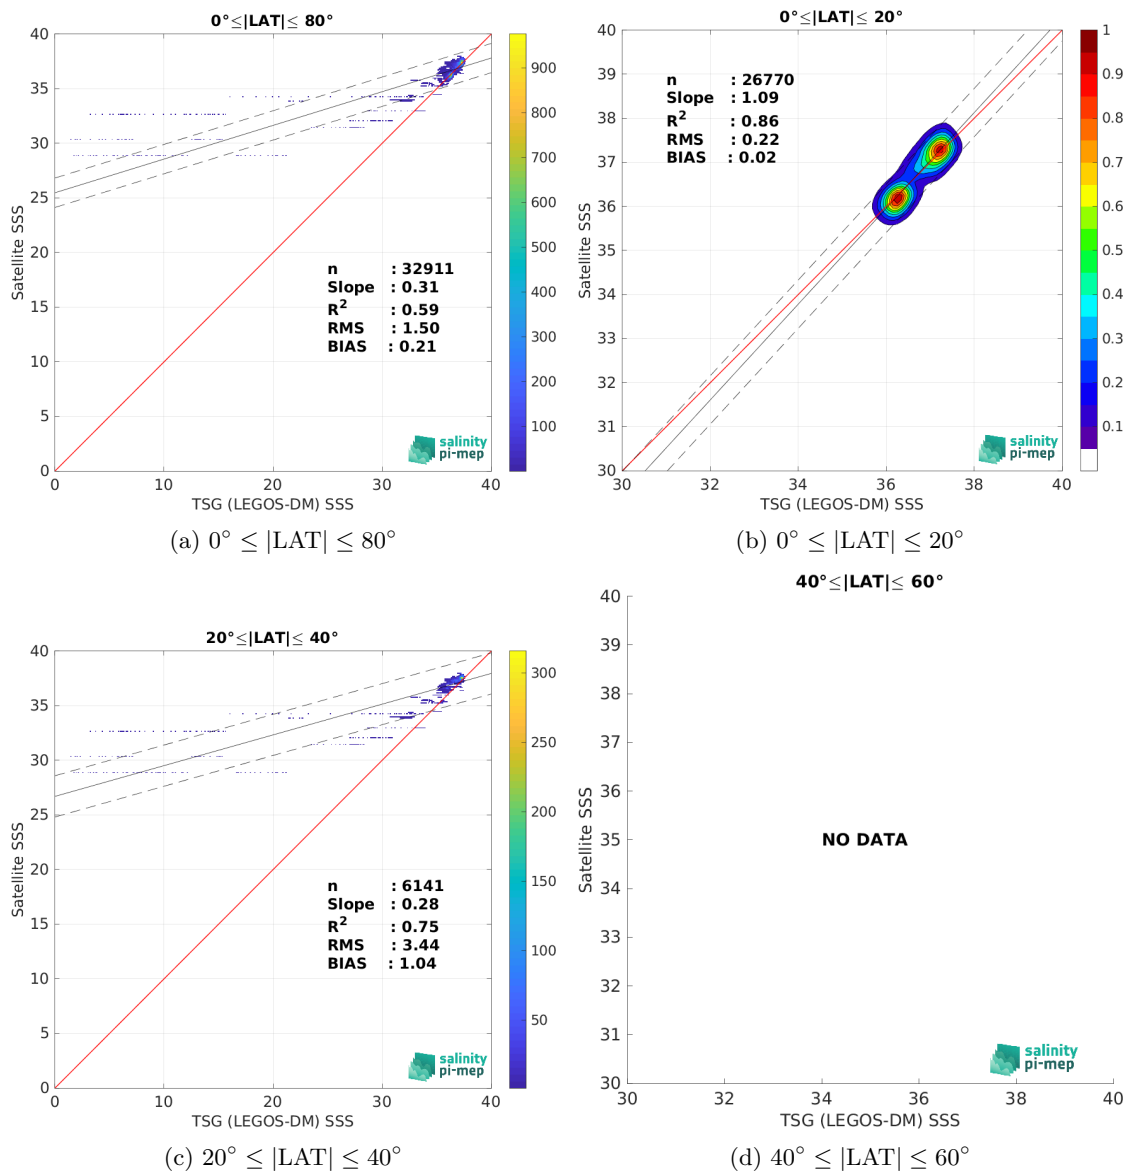 0°≤|LAT|≤ 80°
40
35
30
25
20
15
10
5
0
Satellite SSS
n : 32911
Slope : 0.31
R² : 0.59
RMS : 1.50
BIAS : 0.21
salinity
pi-mep
0 10 20 30 40
TSG (LEGOS-DM) SSS
900
800
700
600
500
400
300
200
100
(a) 0° ≤ |LAT| ≤ 80°
0°≤|LAT|≤ 20°
40
39
38
37
36
35
34
33
32
31
30
Satellite SSS
n : 26770
Slope : 1.09
R² : 0.86
RMS : 0.22
BIAS : 0.02
salinity
pi-mep
30 32 34 36 38 40
TSG (LEGOS-DM) SSS
1
0.9
0.8
0.7
0.6
0.5
0.4
0.3
0.2
0.1
(b) 0° ≤ |LAT| ≤ 20°
20°≤|LAT|≤ 40°
40
35
30
25
20
15
10
5
0
Satellite SSS
n : 6141
Slope : 0.28
R² : 0.75
RMS : 3.44
BIAS : 1.04
salinity
pi-mep
0 10 20 30 40
TSG (LEGOS-DM) SSS
300
250
200
150
100
50
(c) 20° ≤ |LAT| ≤ 40°
40°≤|LAT|≤ 60°
40
39
38
37
36
35
34
33
32
31
30
Satellite SSS
NO DATA
salinity
pi-mep
30 32 34 36 38 40
TSG (LEGOS-DM) SSS
(d) 40° ≤ |LAT| ≤ 60°